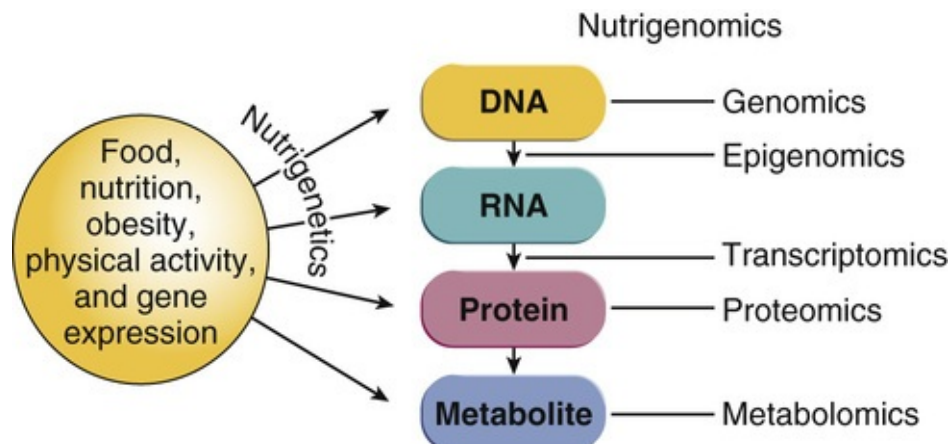 Nutrigenomics
Food,
nutrition,
obesity,
physical activity,
and gene
expression
Nutrigenetics
DNA
Genomics
Epigenomics
RNA
Transcriptomics
Protein
Proteomics
Metabolite
Metabolomics